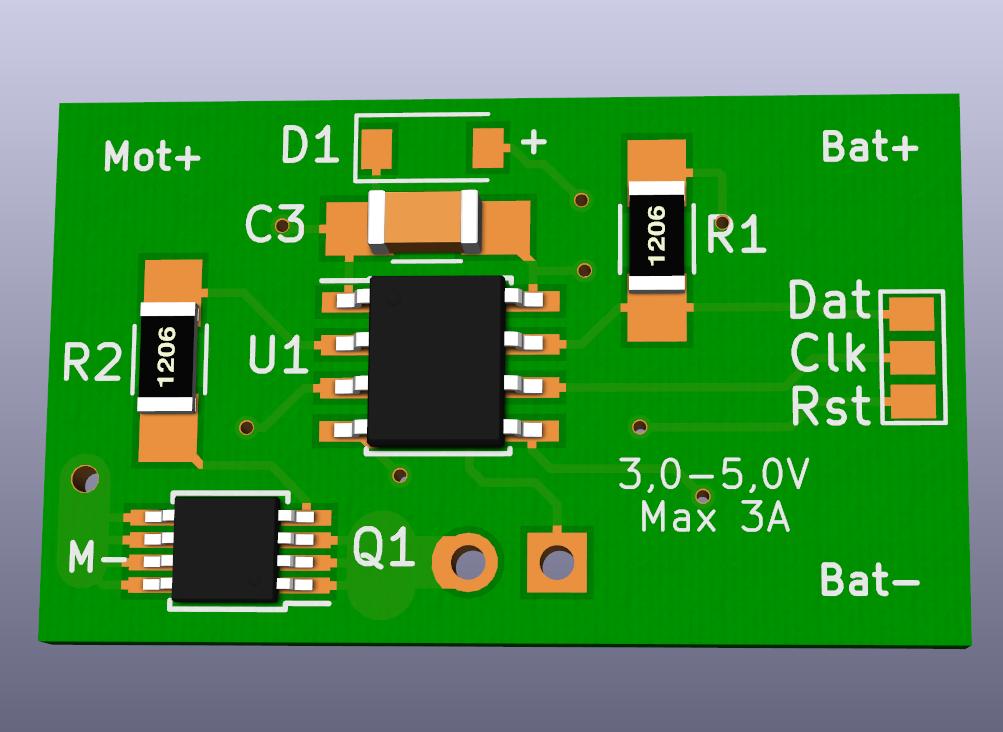 Mot+
D1
+
Bat+
C3
1206
R1
R2
1206
U1
Dat
Clk
Rst
3,0-5,0V
Max 3A
M-
Q1
Bat-